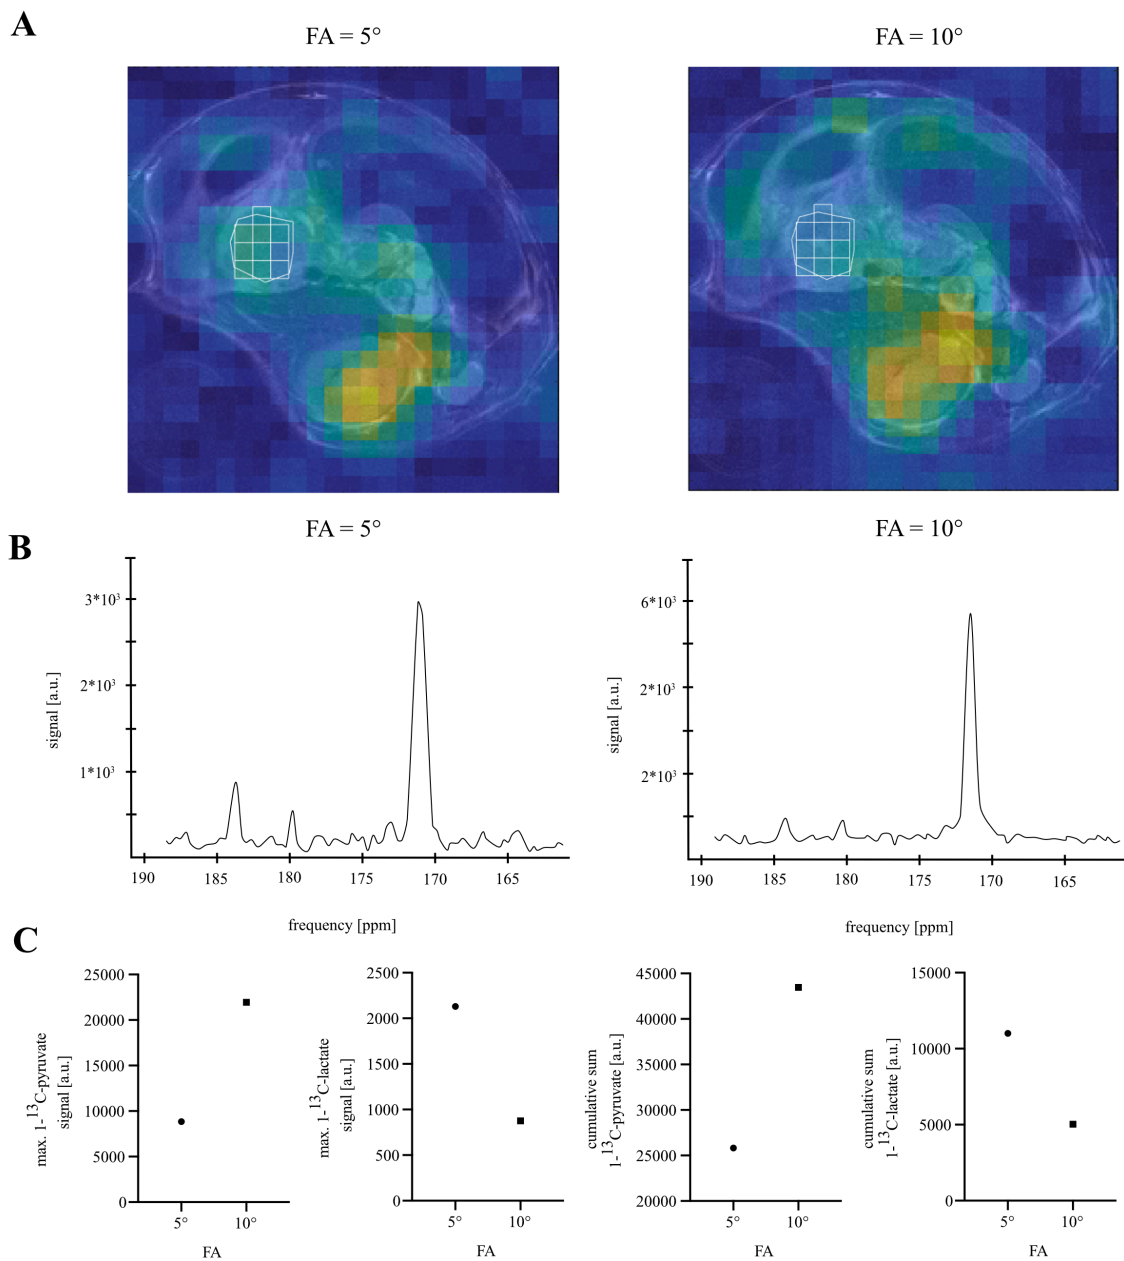 A
FA = 5°
FA = 10°
B
FA = 5°
FA = 10°
signal [a.u.]
3*10³
2*10³
1*10³
190 185 180 175 170 165
frequency [ppm]
signal [a.u.]
6*10³
2*10³
2*10³
190 185 180 175 170 165
frequency [ppm]
C
max. 1-¹³C-pyruvate
signal [a.u.]
25000
20000
15000
10000
5000
0
5° 10°
FA
max. 1-¹³C-lactate
signal [a.u.]
2500
2000
1500
1000
500
0
5° 10°
FA
cumulative sum
1-¹³C-pyruvate [a.u.]
45000
40000
35000
30000
25000
20000
5° 10°
FA
cumulative sum
1-¹³C-lactate [a.u.]
15000
10000
5000
0
5° 10°
FA